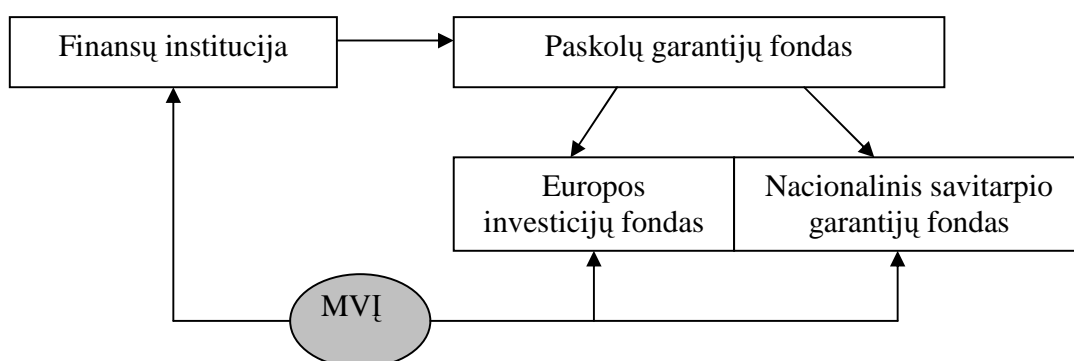 Finansų institucija
Paskolų garantijų fondas
Europos
investicijų fondas
Nacionalinis savitarpio
garantijų fondas
MVĮ